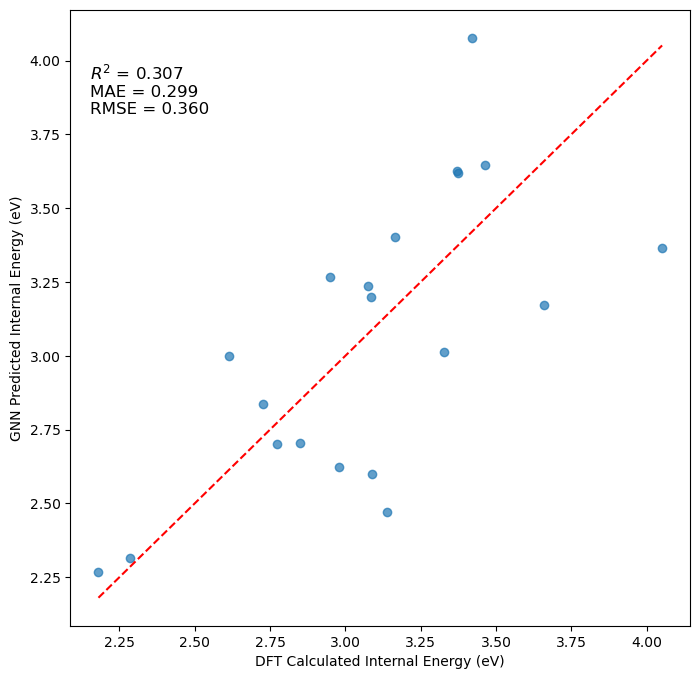 R² = 0.307
MAE = 0.299
RMSE = 0.360
GNN Predicted Internal Energy (eV)
4.00
3.75
3.50
3.25
3.00
2.75
2.50
2.25
2.25 2.50 2.75 3.00 3.25 3.50 3.75 4.00
DFT Calculated Internal Energy (eV)